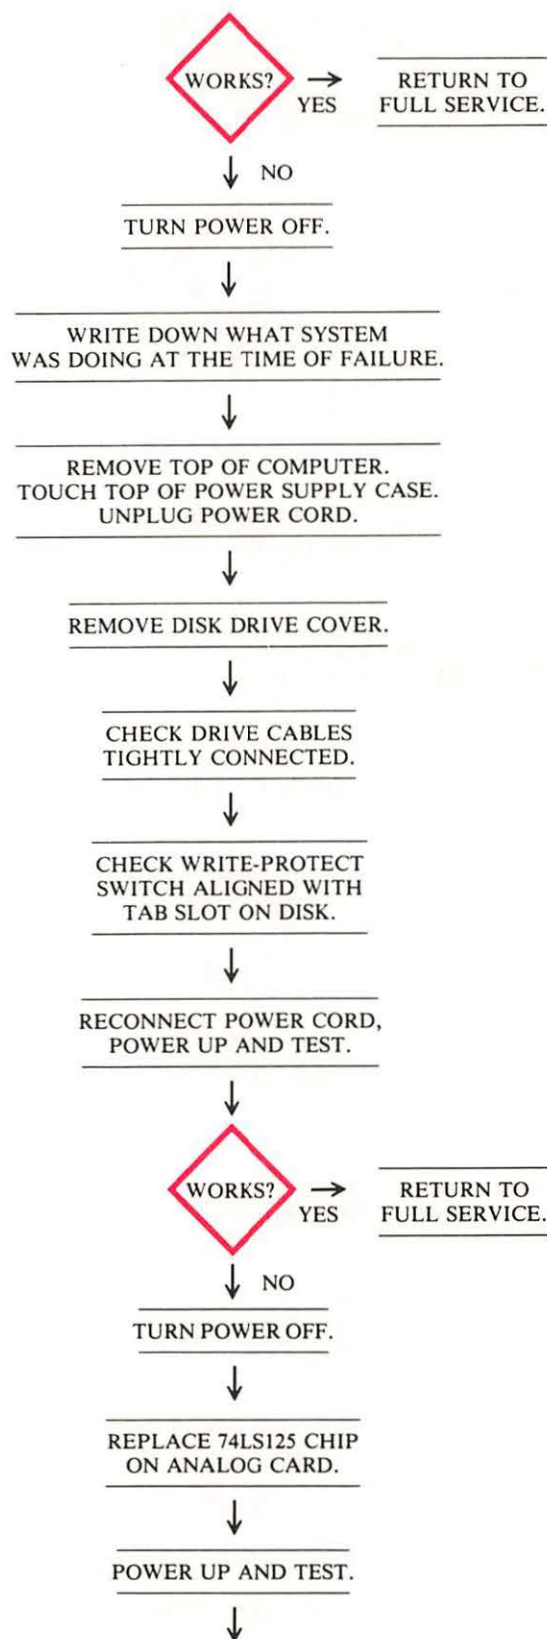 WORKS?
YES
RETURN TO
FULL SERVICE.
NO
TURN POWER OFF.
WRITE DOWN WHAT SYSTEM
WAS DOING AT THE TIME OF FAILURE.
REMOVE TOP OF COMPUTER.
TOUCH TOP OF POWER SUPPLY CASE.
UNPLUG POWER CORD.
REMOVE DISK DRIVE COVER.
CHECK DRIVE CABLES
TIGHTLY CONNECTED.
CHECK WRITE-PROTECT
SWITCH ALIGNED WITH
TAB SLOT ON DISK.
RECONNECT POWER CORD,
POWER UP AND TEST.
WORKS?
YES
RETURN TO
FULL SERVICE.
NO
TURN POWER OFF.
REPLACE 74LS125 CHIP
ON ANALOG CARD.
POWER UP AND TEST.